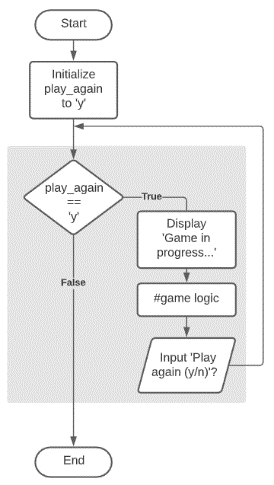 Start
Initialize
play_again
to 'y'
play_again
==
'y'
True
Display
'Game in
progress...'
False
#game logic
Input 'Play
again (y/n)'?
End